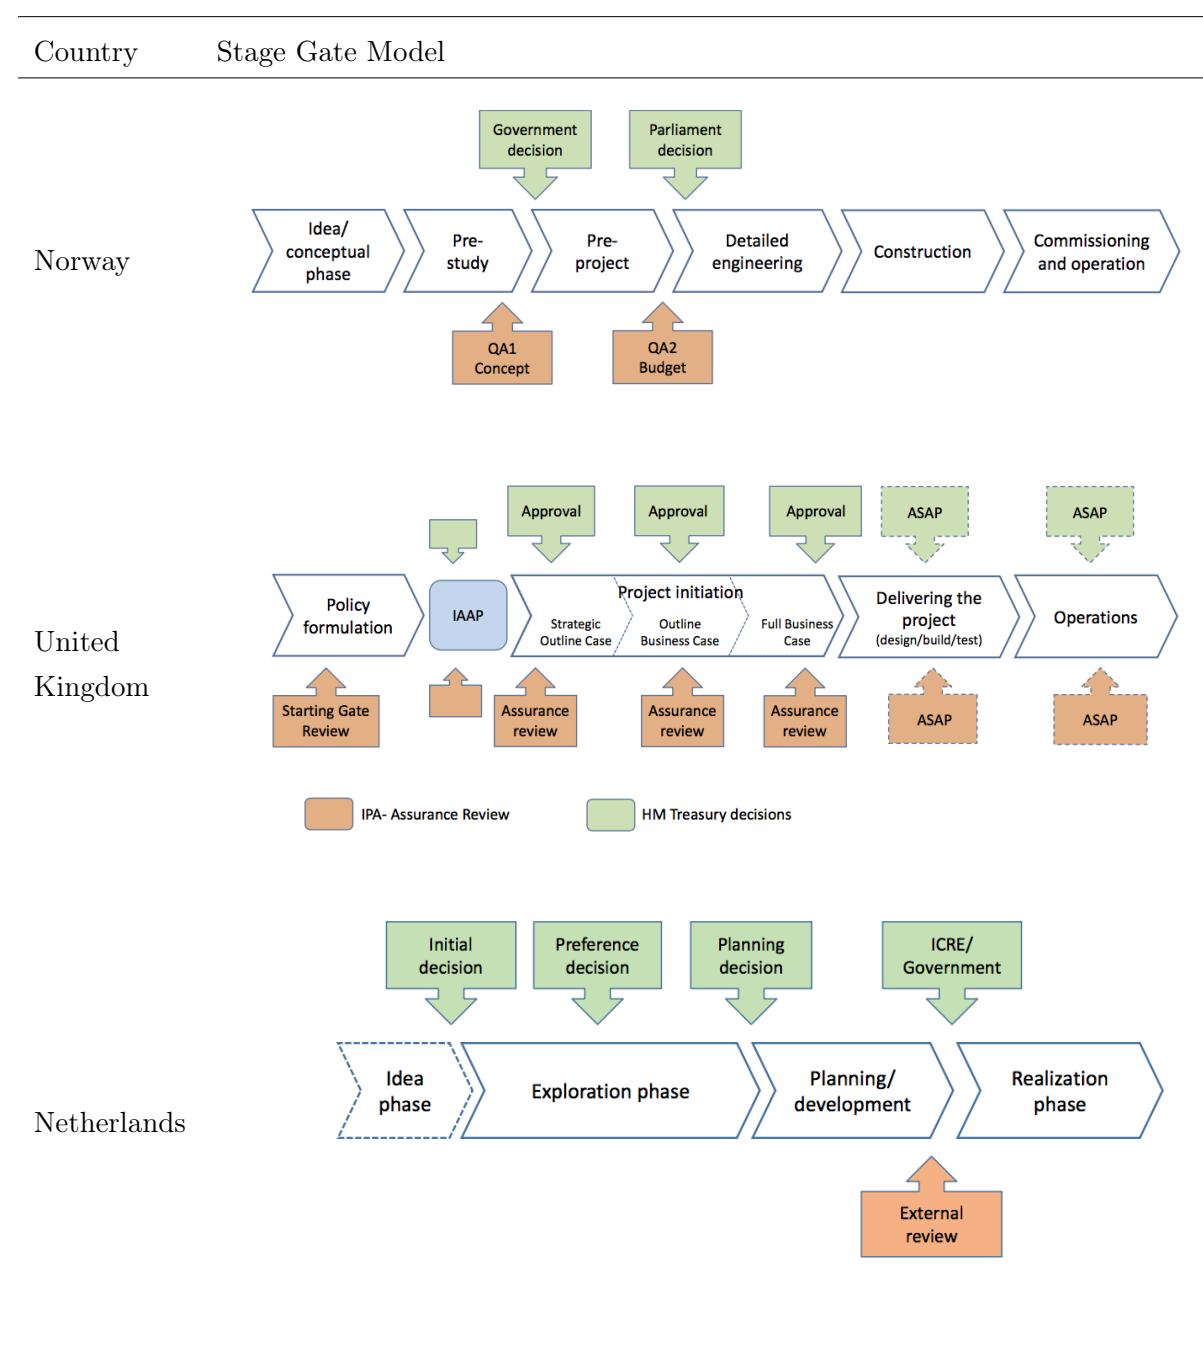 Country Stage Gate Model
Government
decision
Parliament
decision
Norway
Idea/
conceptual
phase
Pre-
study
Pre-
project
Detailed
engineering
Construction
Commissioning
and operation
QA1
Concept
QA2
Budget
Approval
Approval
Approval
ASAP
ASAP
United
Kingdom
Policy
formulation
IAAP
Project initiation
Strategic
Outline Case
Outline
Business Case
Full Business
Case
Delivering the
project
(design/build/test)
Operations
Starting Gate
Review
Assurance
review
Assurance
review
Assurance
review
ASAP
ASAP
IPA- Assurance Review
HM Treasury decisions
Initial
decision
Preference
decision
Planning
decision
ICRE/
Government
Netherlands
Idea
phase
Exploration phase
Planning/
development
Realization
phase
External
review